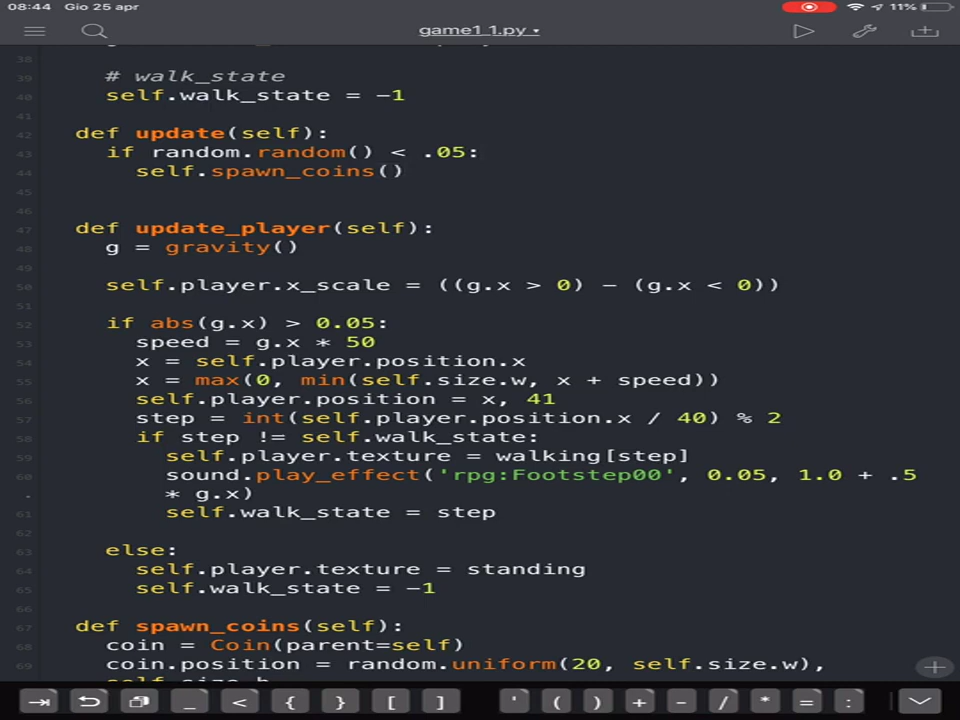 08:44 Gio 25 apr 11%
game1_1.py ▾
38
39 # walk_state
40 self.walk_state = -1
41
42 def update(self):
43 if random.random() < .05:
44 self.spawn_coins()
45
46
47 def update_player(self):
48 g = gravity()
49
50 self.player.x_scale = ((g.x > 0) - (g.x < 0))
51
52 if abs(g.x) > 0.05:
53 speed = g.x * 50
54 x = self.player.position.x
55 x = max(0, min(self.size.w, x + speed))
56 self.player.position = x, 41
57 step = int(self.player.position.x / 40) % 2
58 if step != self.walk_state:
59 self.player.texture = walking[step]
60 sound.play_effect('rpg:Footstep00', 0.05, 1.0 + .5
· * g.x)
61 self.walk_state = step
62
63 else:
64 self.player.texture = standing
65 self.walk_state = -1
66
67 def spawn_coins(self):
68 coin = Coin(parent=self)
69 coin.position = random.uniform(20, self.size.w),
_ < { } [ ] ' ( ) + - / * = :